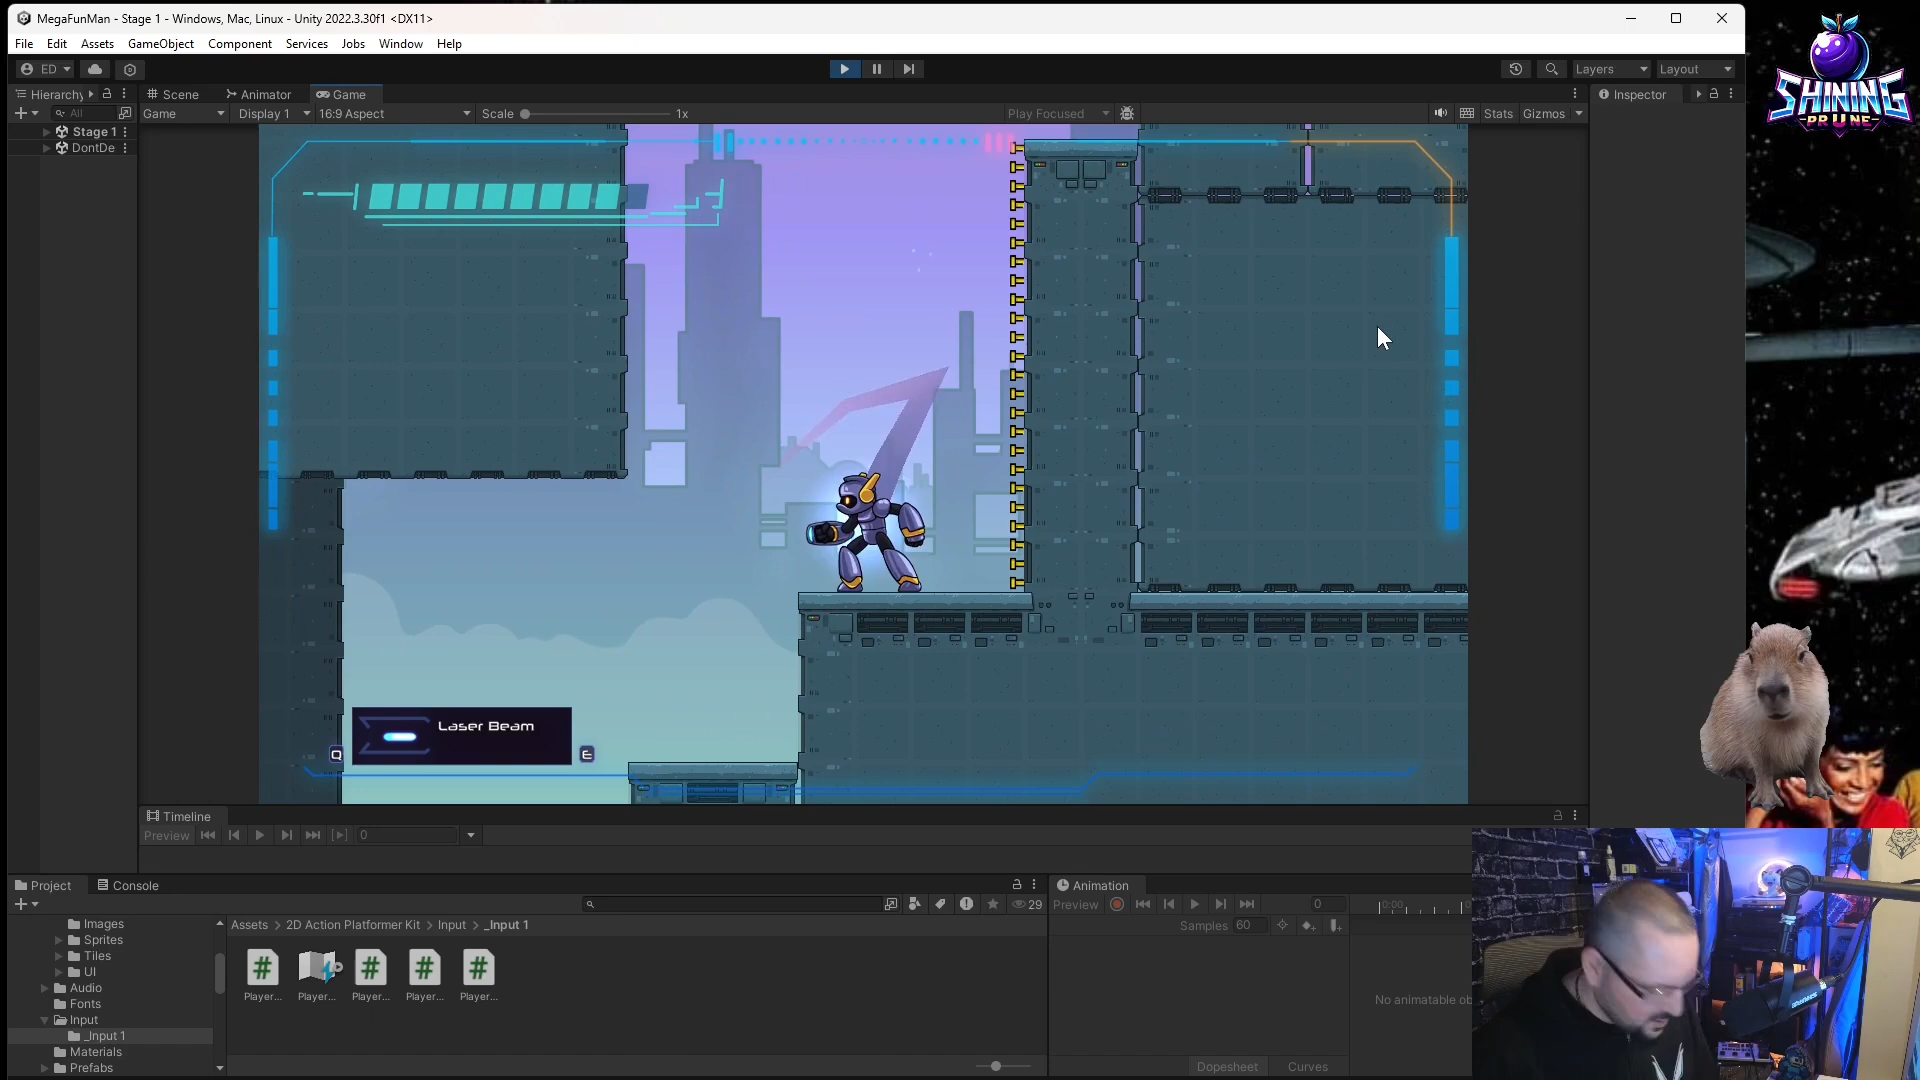 MegaFunMan - Stage 1 - Windows, Mac, Linux - Unity 2022.3.30f1 <DX11>
File Edit Assets GameObject Component Services Jobs Window Help
ED Layers Layout
Hierarchy Scene Animator Game Inspector
All Game Display 1 16:9 Aspect Scale 1x Play Focused Stats Gizmos
Stage 1
DontDe
SHINING
PRUNE
Laser Beam
Q E
Timeline
Preview 0
Project Console Animation
29 Preview 0 0:00
Images
Sprites
Tiles
UI
Audio
Fonts
Input
_Input 1
Materials
Prefabs
Assets > 2D Action Platformer Kit > Input > _Input 1
Samples 60
Player... Player... Player... Player... Player...
No animatable ob
Dopesheet Curves